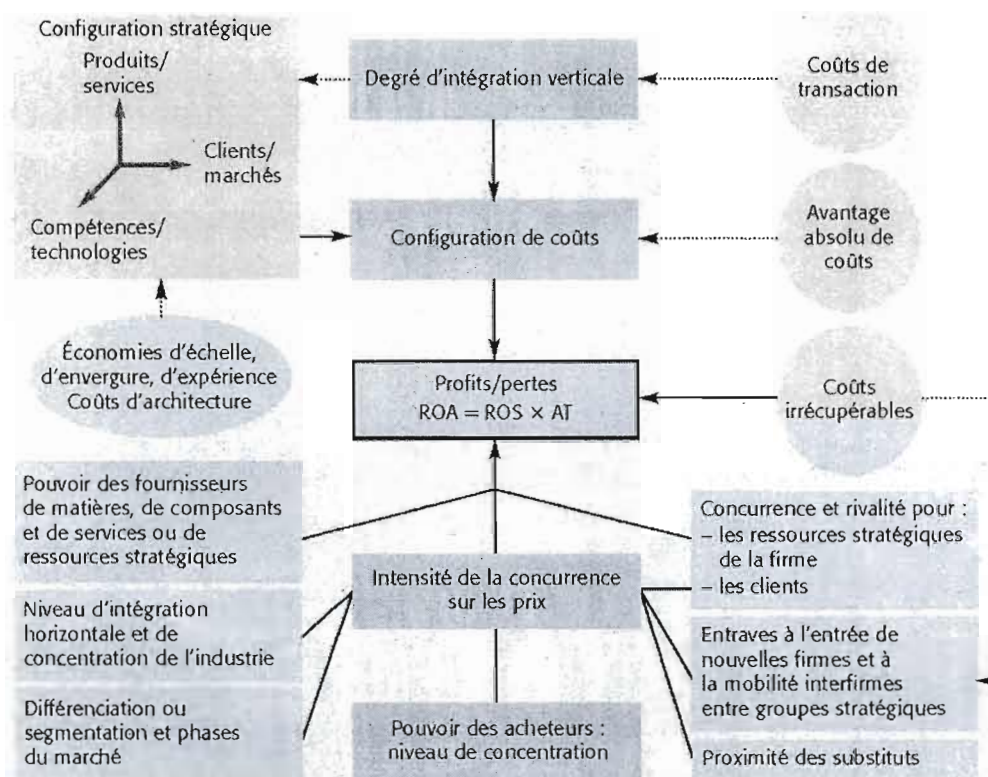 Configuration stratégique
Produits/
services
Clients/
marchés
Compétences/
technologies
Degré d'intégration verticale
Coûts de
transaction
Configuration de coûts
Avantage
absolu de
coûts
Économies d'échelle,
d'envergure, d'expérience
Coûts d'architecture
Profits/pertes
ROA = ROS × AT
Coûts
irrécupérables
Pouvoir des fournisseurs
de matières, de composants
et de services ou de
ressources stratégiques
Concurrence et rivalité pour :
– les ressources stratégiques
de la firme
– les clients
Intensité de la concurrence
sur les prix
Niveau d'intégration
horizontale et de
concentration de l'industrie
Entraves à l'entrée de
nouvelles firmes et à
la mobilité interfirmes
entre groupes stratégiques
Différenciation ou
segmentation et phases
du marché
Pouvoir des acheteurs :
niveau de concentration
Proximité des substituts